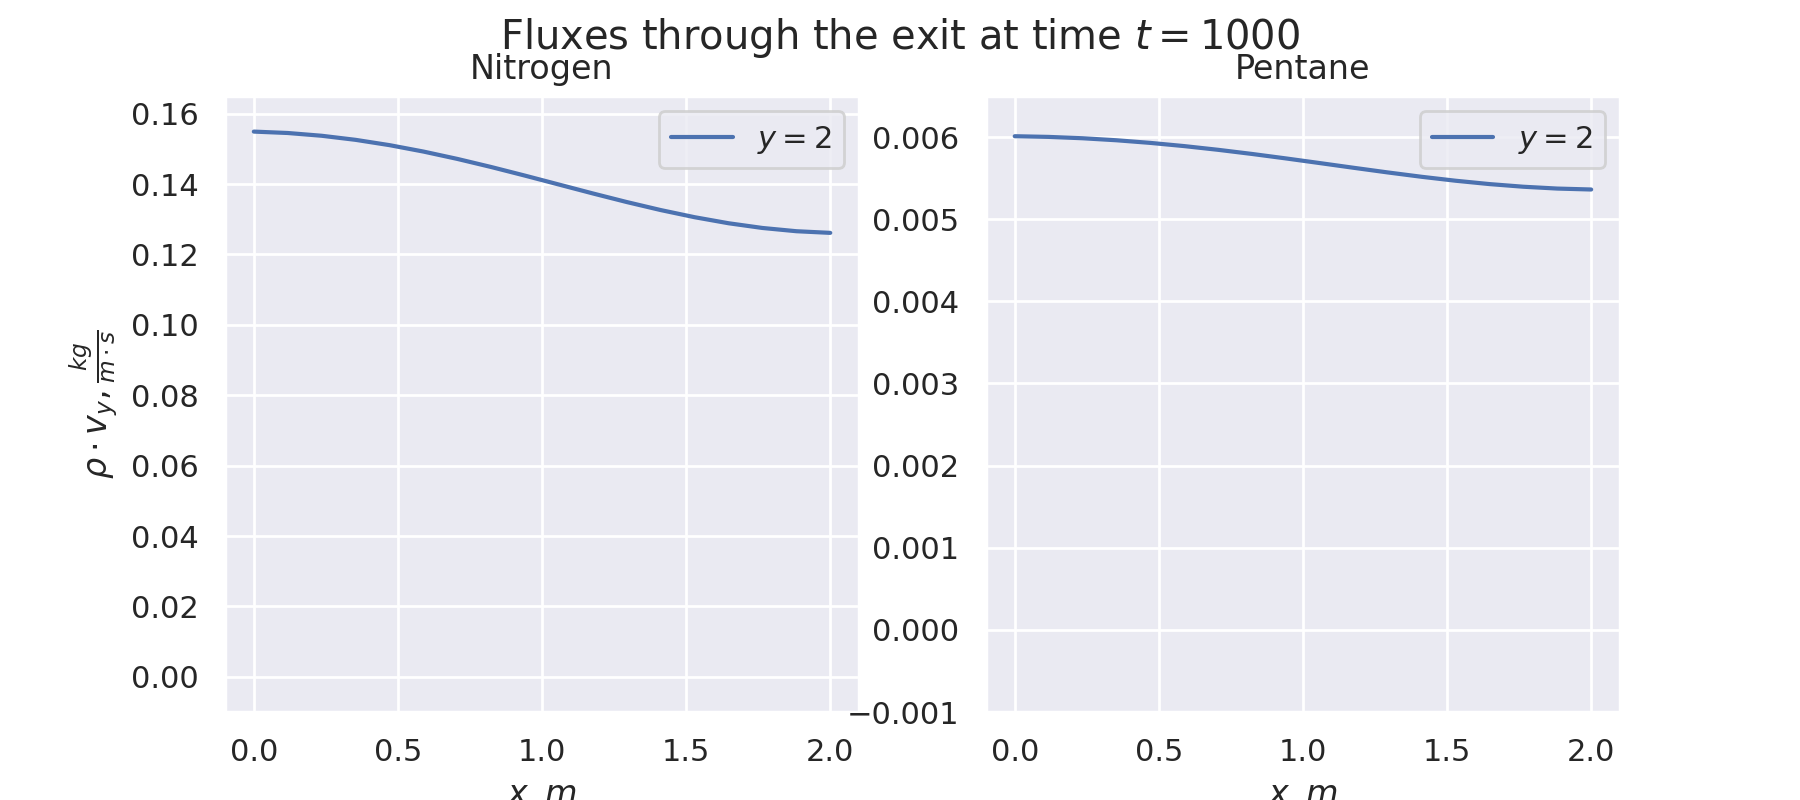 Fluxes through the exit at time t = 1000
Nitrogen
Pentane
y = 2
y = 2
ρ · v_y, kg / m · s
0.16
0.14
0.12
0.10
0.08
0.06
0.04
0.02
0.00
0.006
0.005
0.004
0.003
0.002
0.001
0.000
−0.001
0.0 0.5 1.0 1.5 2.0
0.0 0.5 1.0 1.5 2.0
x m
x m